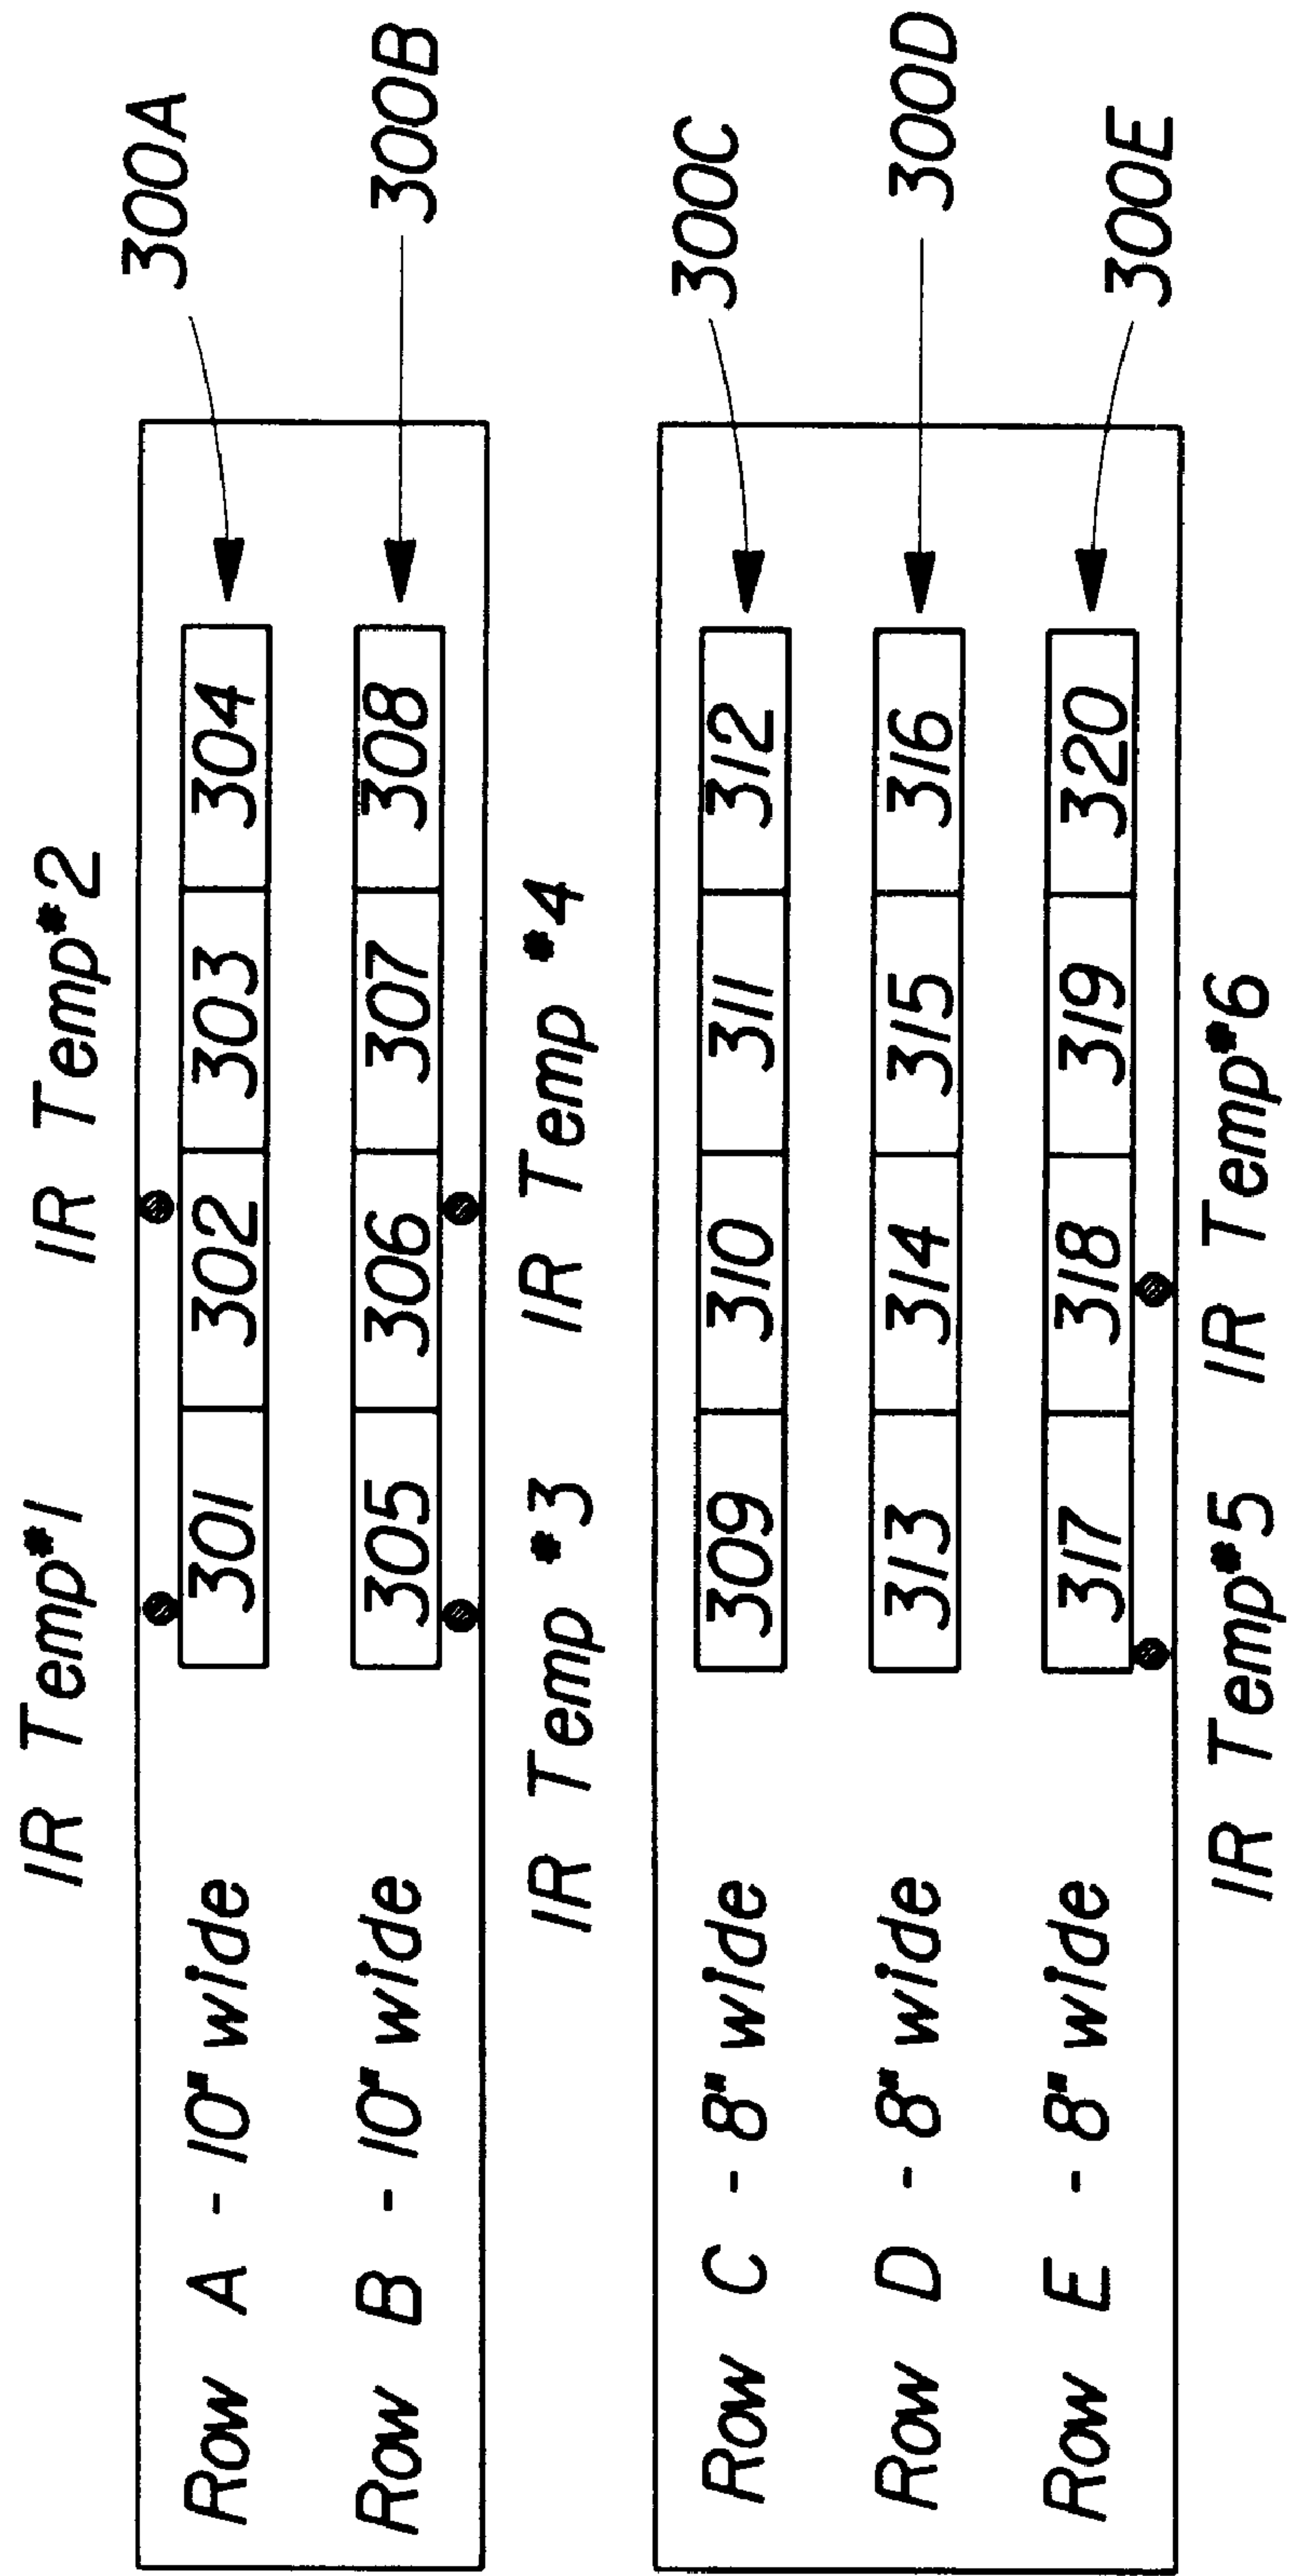 IR Temp#1 IR Temp#2
Row A - 10" wide 301 302 303 304 300A
Row B - 10" wide 305 306 307 308 300B
IR Temp #3 IR Temp #4
Row C - 8" wide 309 310 311 312 300C
Row D - 8" wide 313 314 315 316 300D
Row E - 8" wide 317 318 319 320 300E
IR Temp#5 IR Temp#6